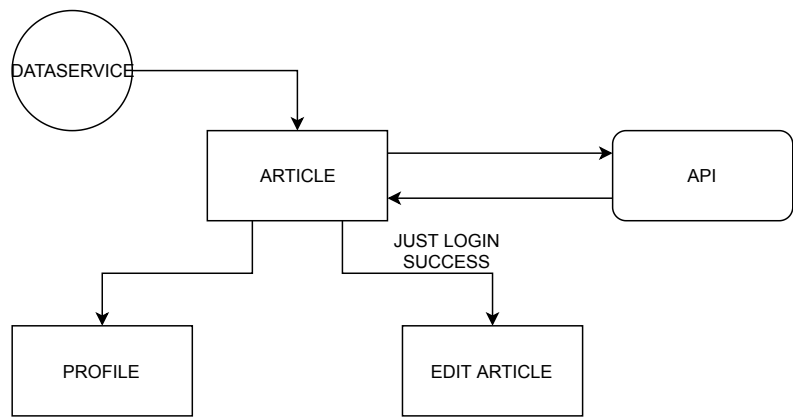 DATASERVICE
ARTICLE
API
JUST LOGIN
SUCCESS
PROFILE
EDIT ARTICLE